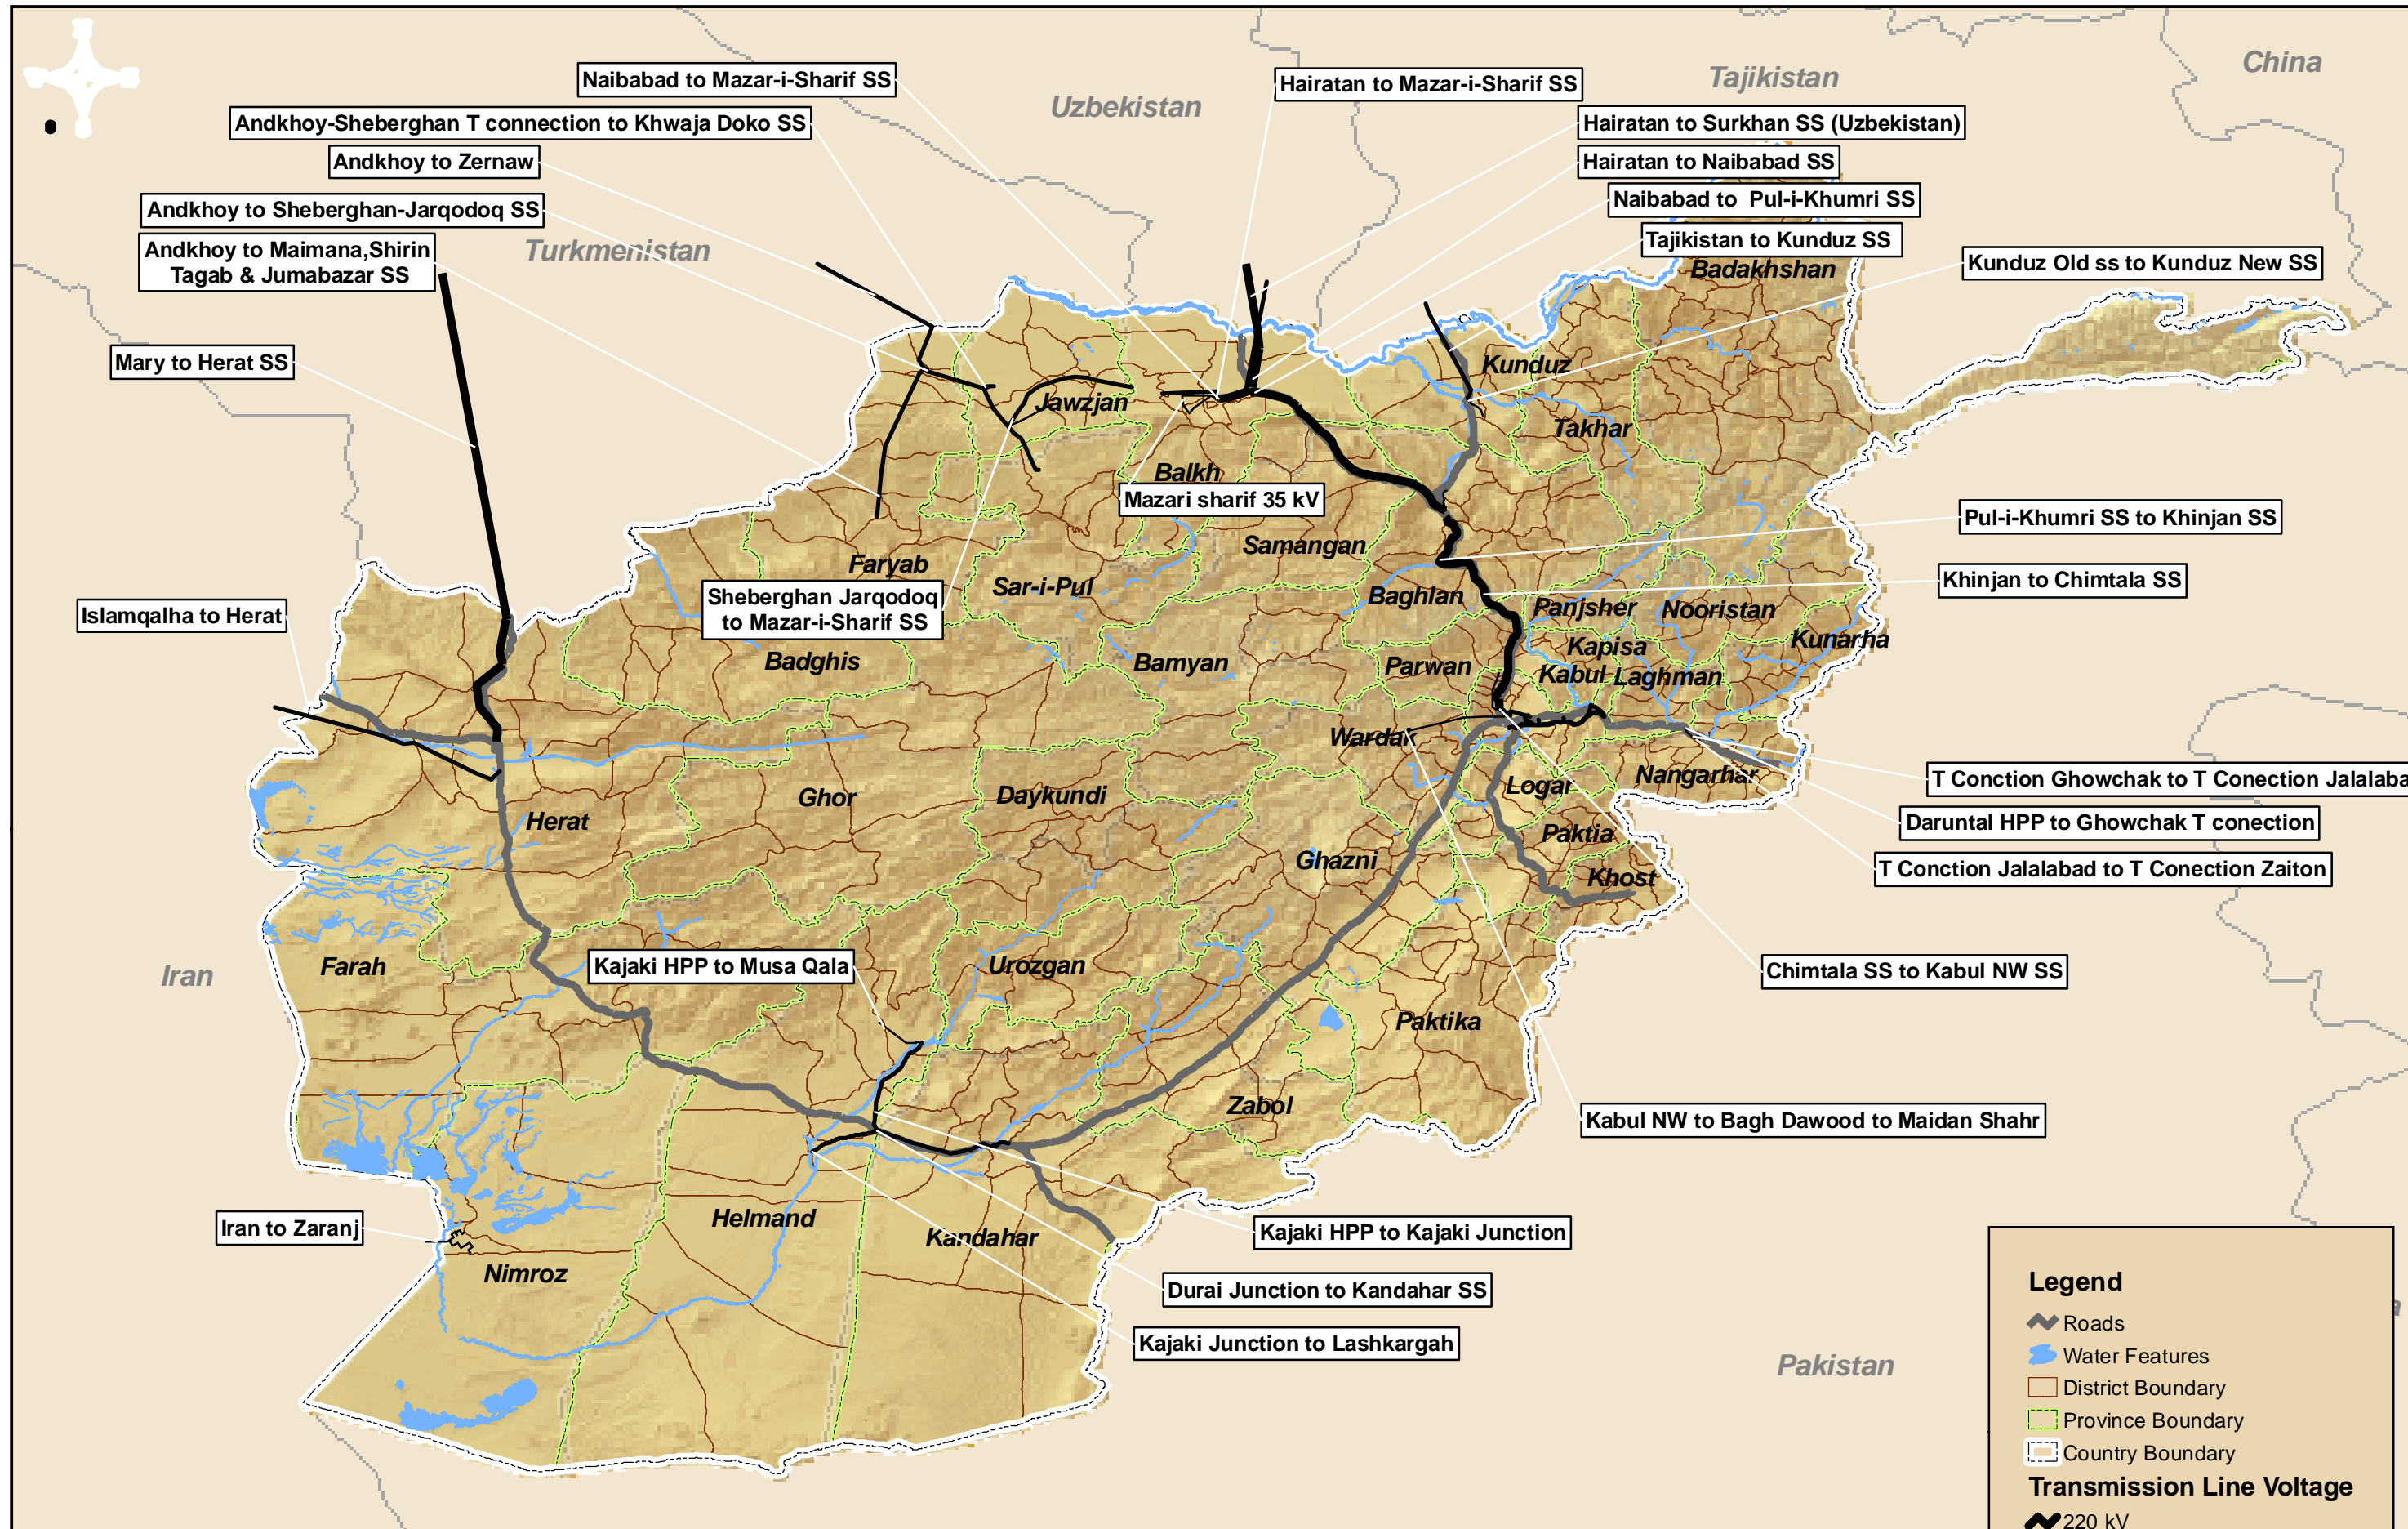 China
Tajikistan
Uzbekistan
Turkmenistan
Iran
Pakistan
Naibabad to Mazar-i-Sharif SS
Andkhoy-Sheberghan T connection to Khwaja Doko SS
Andkhoy to Zernaw
Andkhoy to Sheberghan-Jarqodoq SS
Andkhoy to Maimana,Shirin
Tagab & Jumabazar SS
Mary to Herat SS
Islamqalha to Herat
Hairatan to Mazar-i-Sharif SS
Hairatan to Surkhan SS (Uzbekistan)
Hairatan to Naibabad SS
Naibabad to  Pul-i-Khumri SS
Tajikistan to Kunduz SS
Kunduz Old ss to Kunduz New SS
Badakhshan
Kunduz
Jawzjan
Takhar
Balkh
Mazari sharif 35 kV
Pul-i-Khumri SS to Khinjan SS
Samangan
Faryab
Sar-i-Pul
Khinjan to Chimtala SS
Sheberghan Jarqodoq
to Mazar-i-Sharif SS
Baghlan
Panjsher
Nooristan
Kunarha
Kapisa
Badghis
Bamyan
Parwan
Kabul
Laghman
Wardak
Nangarhar
T Conction Ghowchak to T Conection Jalalaba
Logar
Ghor
Daykundi
Herat
Daruntal HPP to Ghowchak T conection
Paktia
Ghazni
T Conction Jalalabad to T Conection Zaiton
Khost
Farah
Kajaki HPP to Musa Qala
Urozgan
Chimtala SS to Kabul NW SS
Paktika
Zabol
Kabul NW to Bagh Dawood to Maidan Shahr
Iran to Zaranj
Helmand
Kandahar
Kajaki HPP to Kajaki Junction
Nimroz
Durai Junction to Kandahar SS
Kajaki Junction to Lashkargah
Legend
Roads
Water Features
District Boundary
Province Boundary
Country Boundary
Transmission Line Voltage
220 kV